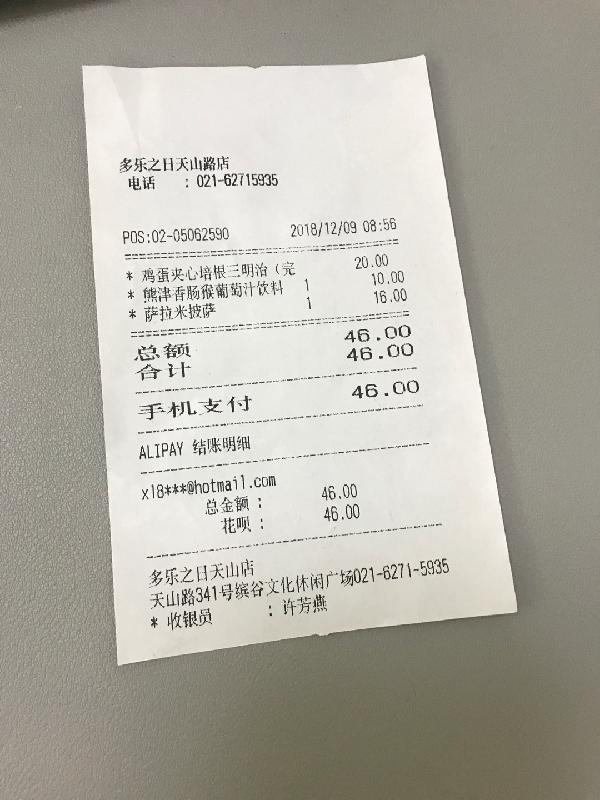 多乐之日天山路店
电话 : 021-62715935
POS:02-05062590 2018/12/09 08:56
* 鸡蛋夹心培根三明治(完 20.00
* 熊津香肠猴葡萄汁饮料 1 10.00
* 萨拉米披萨 1 16.00
总额 46.00
合计 46.00
手机支付 46.00
ALIPAY 结账明细
x18***@hotmail.com
总金额 : 46.00
花呗 : 46.00
多乐之日天山店
天山路341号缤谷文化休闲广场021-6271-5935
* 收银员 : 许芳燕